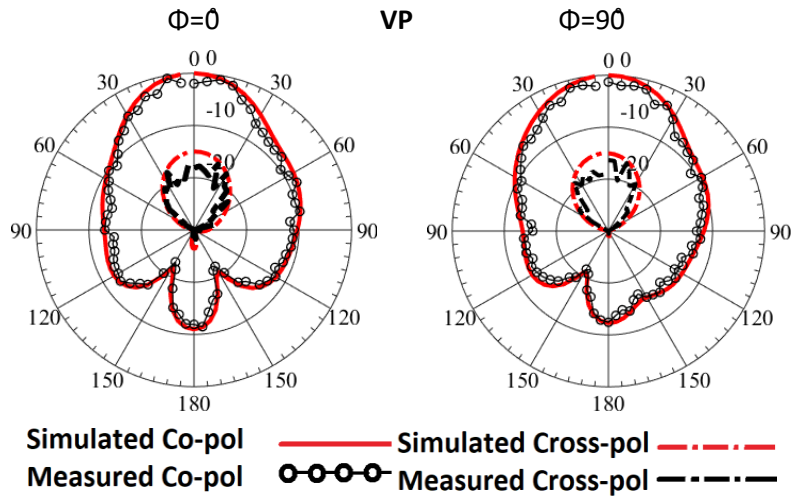 Φ=0° VP Φ=90°
0 0 0 0
30 30 30 30
-10 -10
60 60 60 60
-20 -20
90 90 90 90
120 120 120 120
150 150 150 150
180 180
Simulated Co-pol Simulated Cross-pol
Measured Co-pol Measured Cross-pol